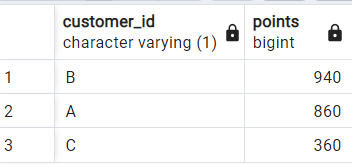 customer_id points
character varying (1) bigint
1 B 940
2 A 860
3 C 360